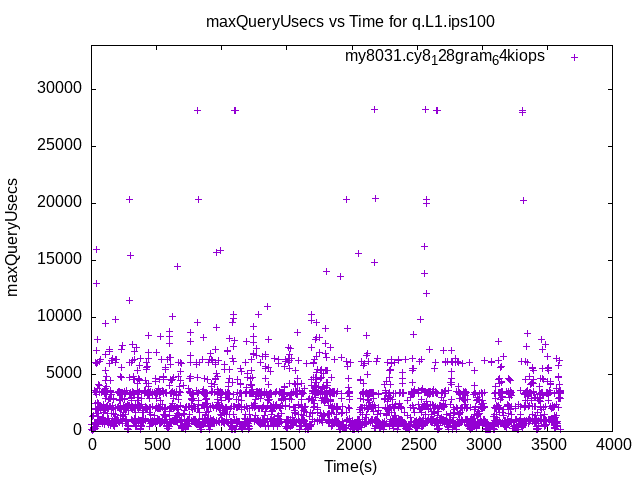 maxQueryUsecs vs Time for q.L1.ips100
my8031.cy8₁28gram₆4kiops
30000
25000
20000
15000
10000
5000
0
maxQueryUsecs
0 500 1000 1500 2000 2500 3000 3500 4000
Time(s)